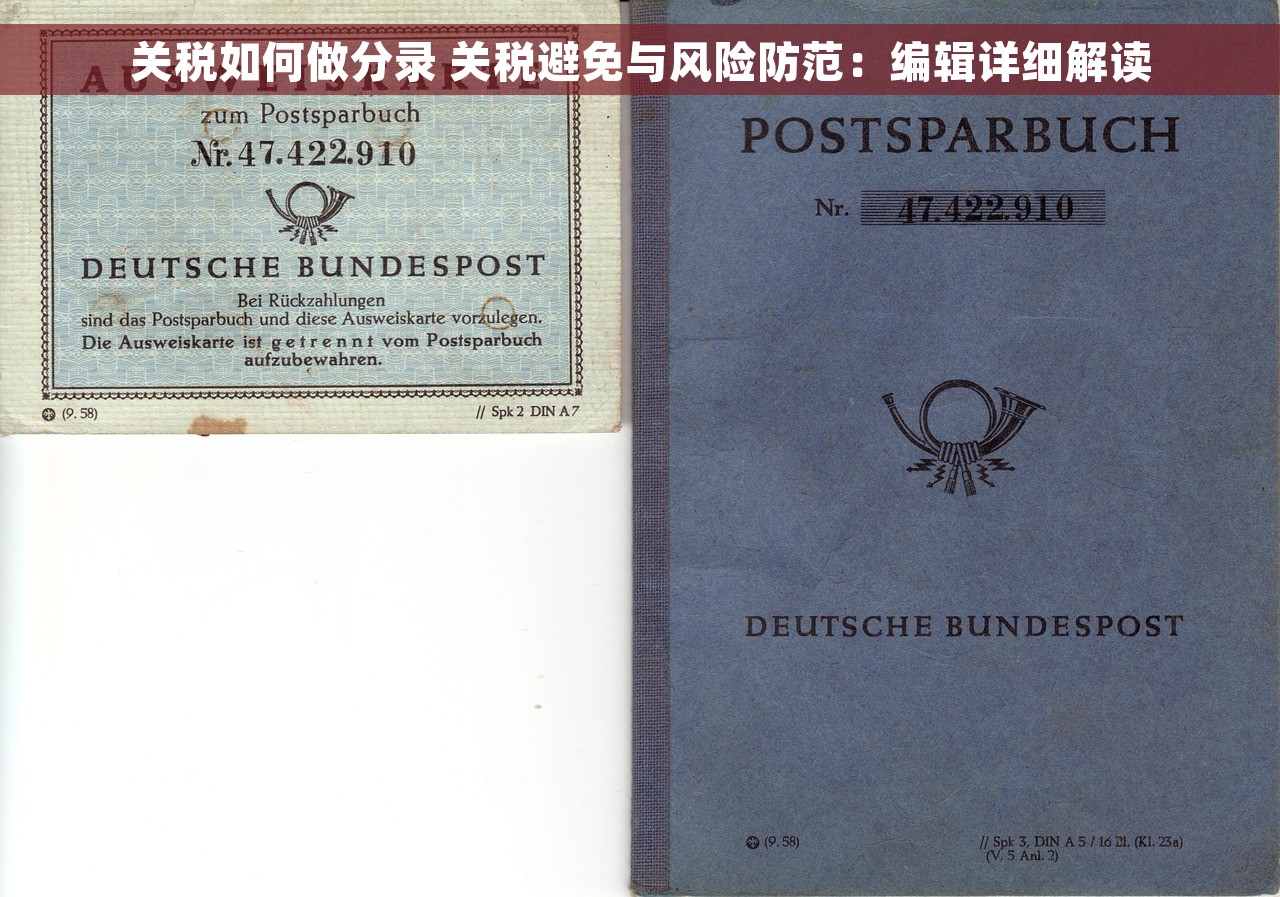 关税如何做分录 关税避免与风险防范：编辑详细解读
AUSWEISKARTE
zum Postsparbuch
Nr. 47.422.910
DEUTSCHE BUNDESPOST
Bei Rückzahlungen
sind das Postsparbuch und diese Ausweiskarte vorzulegen.
Die Ausweiskarte ist getrennt vom Postsparbuch
aufzubewahren.
(9. 58)
// Spk 2 DIN A 7
POSTSPARBUCH
Nr. 47.422.910
DEUTSCHE BUNDESPOST
(9. 58)
// Spk 3, DIN A 5 / 16 Bl. (Kl. 23a)
(V, 5 Anl. 2)